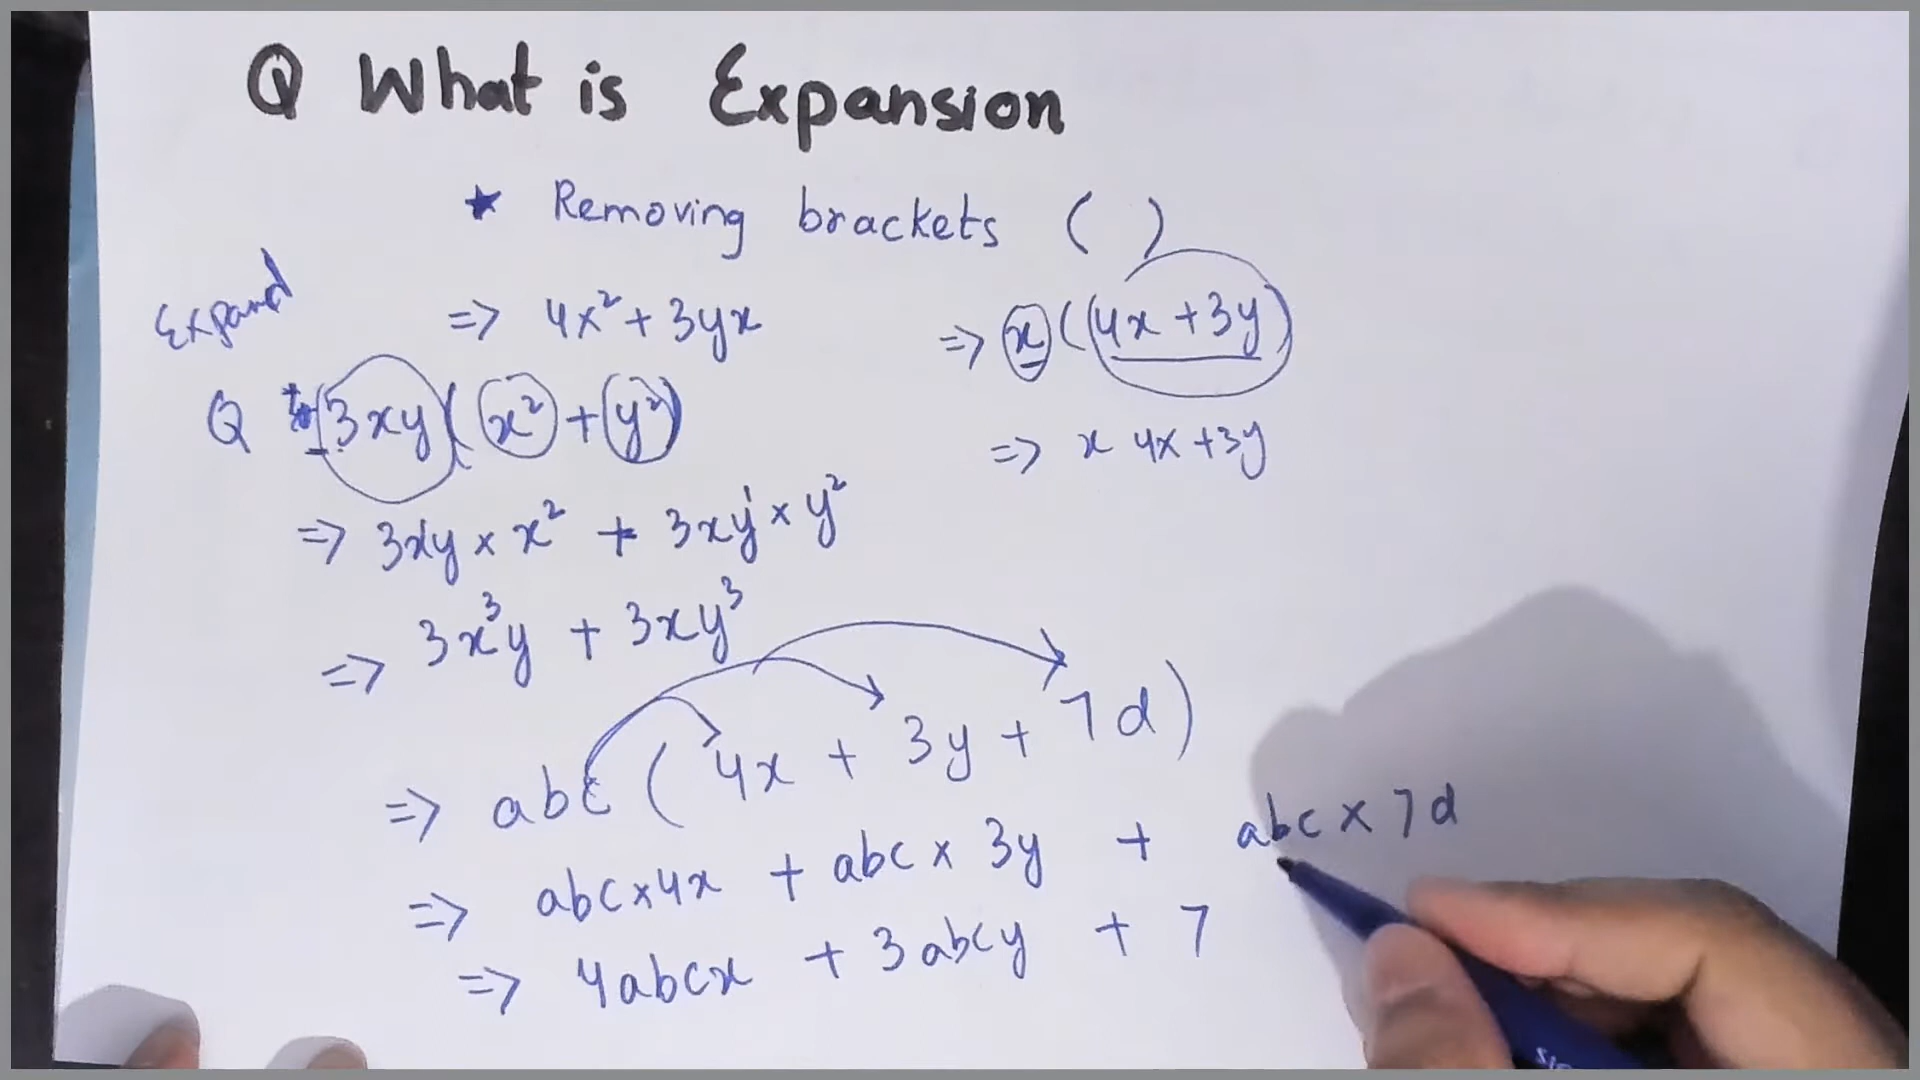 Q What is Expansion
★ Removing brackets ( )
Expand
=> 4x² + 3yx
=> x ((4x + 3y)
=> x 4x + 3y
Q 3xy (x² + y²)
=> 3xy × x² + 3xy × y²
=> 3x³y + 3xy³
=> abc ( 4x + 3y + 7d)
=> abc×4x + abc × 3y + abc × 7d
=> 4abcx + 3abcy + 7